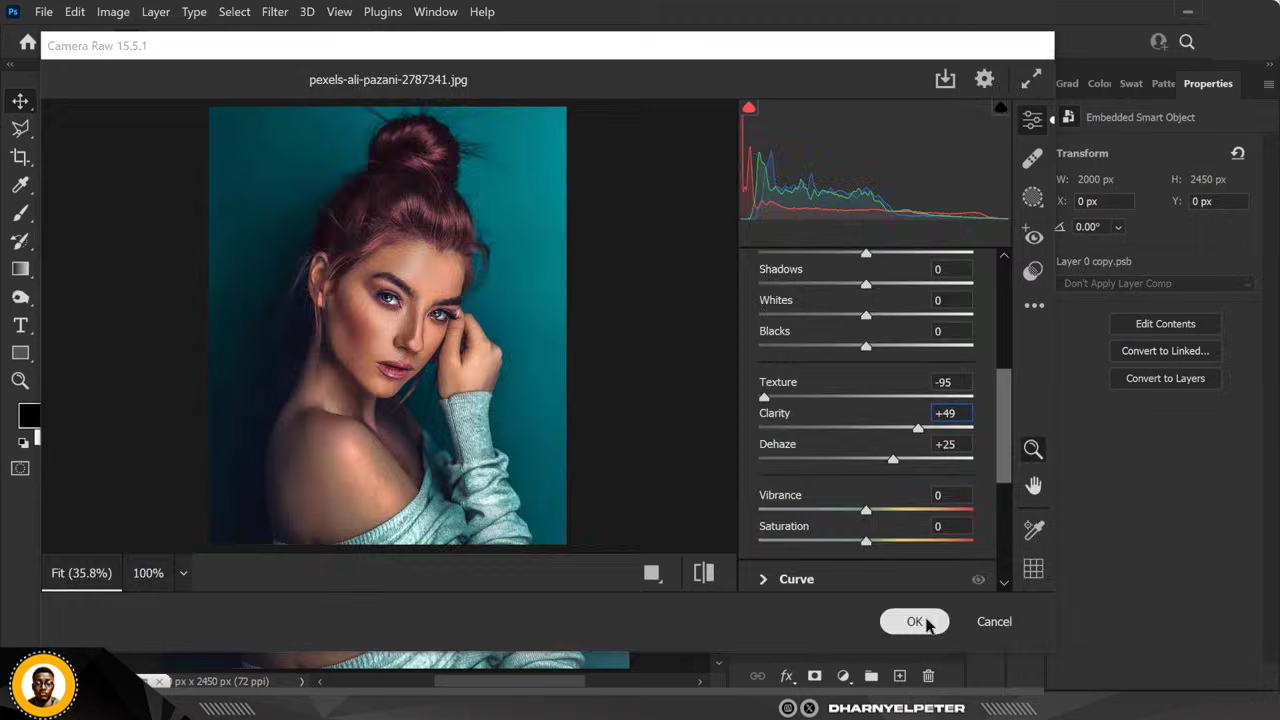 Ps File Edit Image Layer Type Select Filter 3D View Plugins Window Help
Camera Raw 15.5.1
pexels-ali-pazani-2787341.jpg
Grad Color Swat Patte Properties
Embedded Smart Object
Transform
W: 2000 px H: 2450 px
X: 0 px Y: 0 px
0.00°
Layer 0 copy.psb
Don't Apply Layer Comp
Edit Contents
Convert to Linked...
Convert to Layers
Shadows 0
Whites 0
Blacks 0
Texture -95
Clarity +49
Dehaze +25
Vibrance 0
Saturation 0
Curve
Fit (35.8%) 100%
OK Cancel
px x 2450 px (72 ppi)
fx
DHARNYELPETER